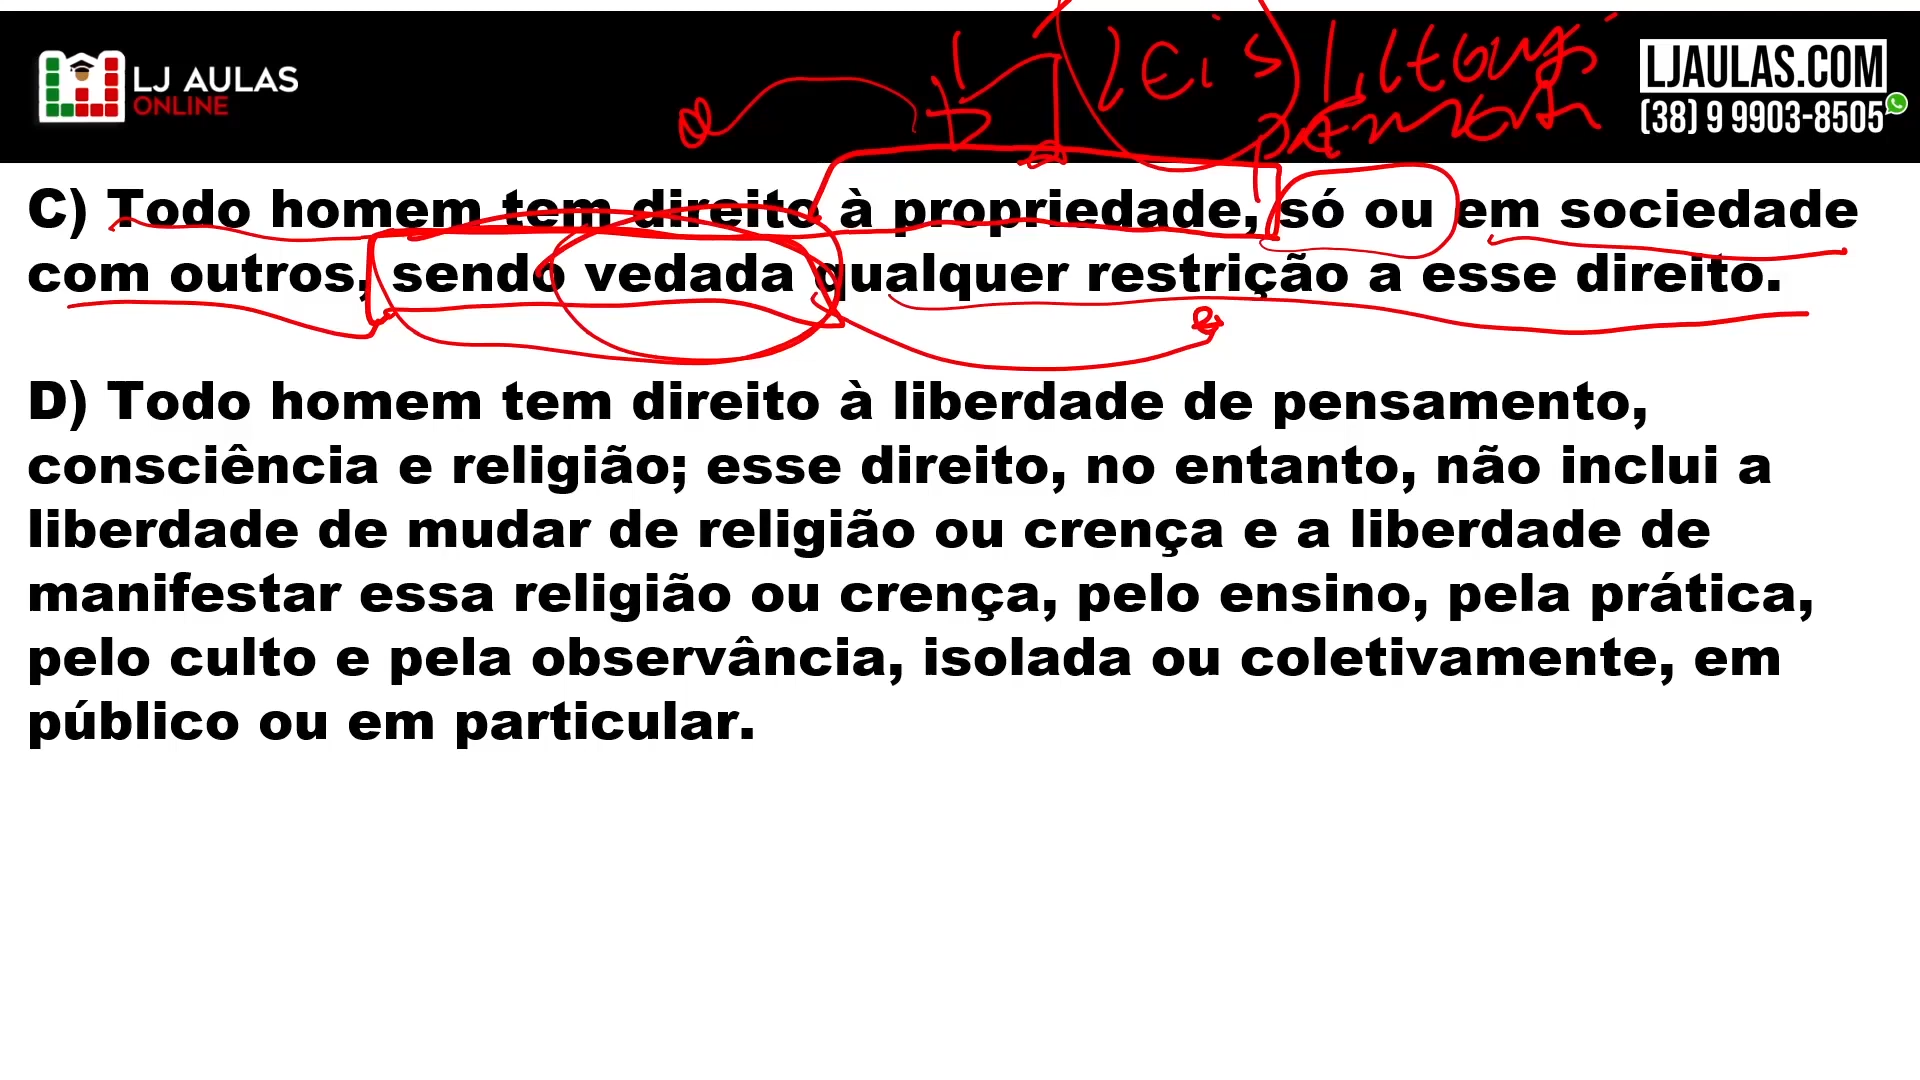 LJ AULAS
ONLINE
LEis
LJAULAS.COM
(38) 9 9903-8505
C) Todo homem tem direito à propriedade, só ou em sociedade
com outros, sendo vedada qualquer restrição a esse direito.
D) Todo homem tem direito à liberdade de pensamento,
consciência e religião; esse direito, no entanto, não inclui a
liberdade de mudar de religião ou crença e a liberdade de
manifestar essa religião ou crença, pelo ensino, pela prática,
pelo culto e pela observância, isolada ou coletivamente, em
público ou em particular.